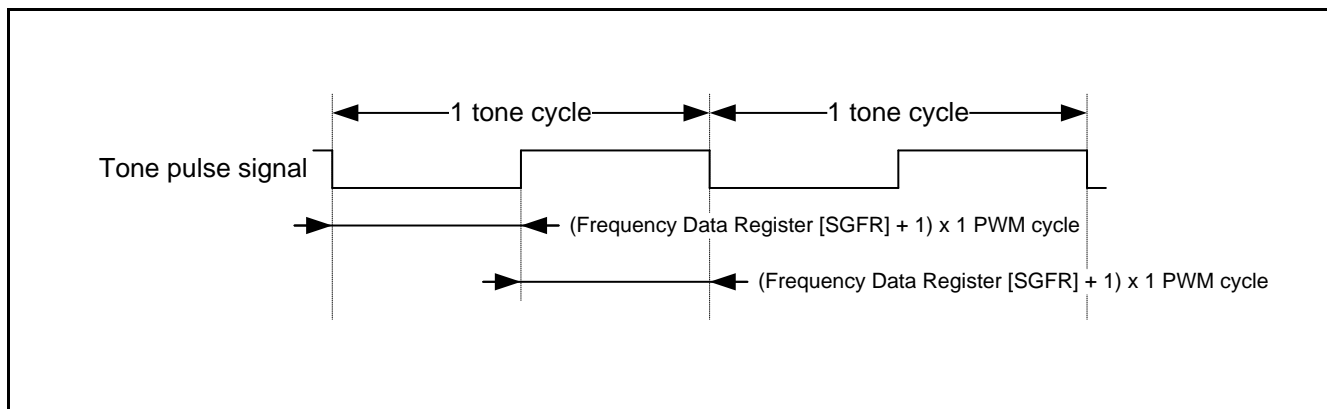 1 tone cycle 1 tone cycle
Tone pulse signal
(Frequency Data Register [SGFR] + 1) x 1 PWM cycle
(Frequency Data Register [SGFR] + 1) x 1 PWM cycle